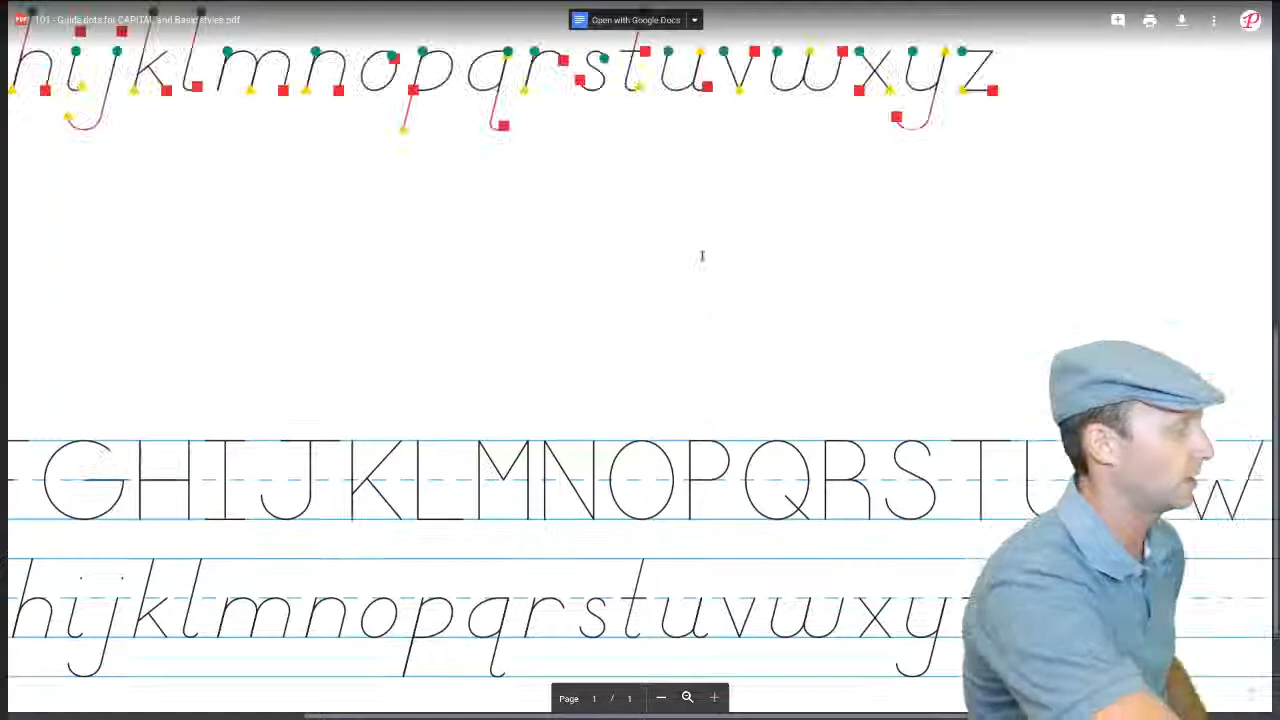 101 - Guide dots for CAPITAL and Basic styles.pdf
Open with Google Docs
hijklmnopqrstuvwxyz
GHIJKLMNOPQRSTU W
hijklmnopqrstuvwxy
Page 1 / 1